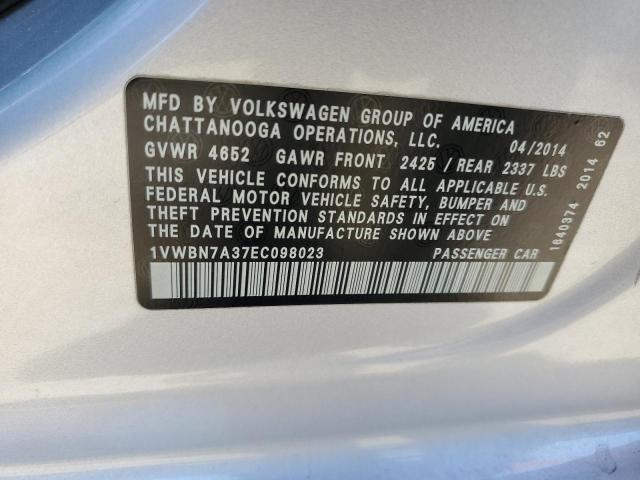 MFD BY VOLKSWAGEN GROUP OF AMERICA
CHATTANOOGA OPERATIONS, LLC. 04/2014
GVWR 4652 GAWR FRONT 2425 / REAR 2337 LBS
THIS VEHICLE CONFORMS TO ALL APPLICABLE U.S.
FEDERAL MOTOR VEHICLE SAFETY, BUMPER AND
THEFT PREVENTION STANDARDS IN EFFECT ON
THE DATE OF MANUFACTURE SHOWN ABOVE
1VWBN7A37EC098023 PASSENGER CAR
1640374 2014 62